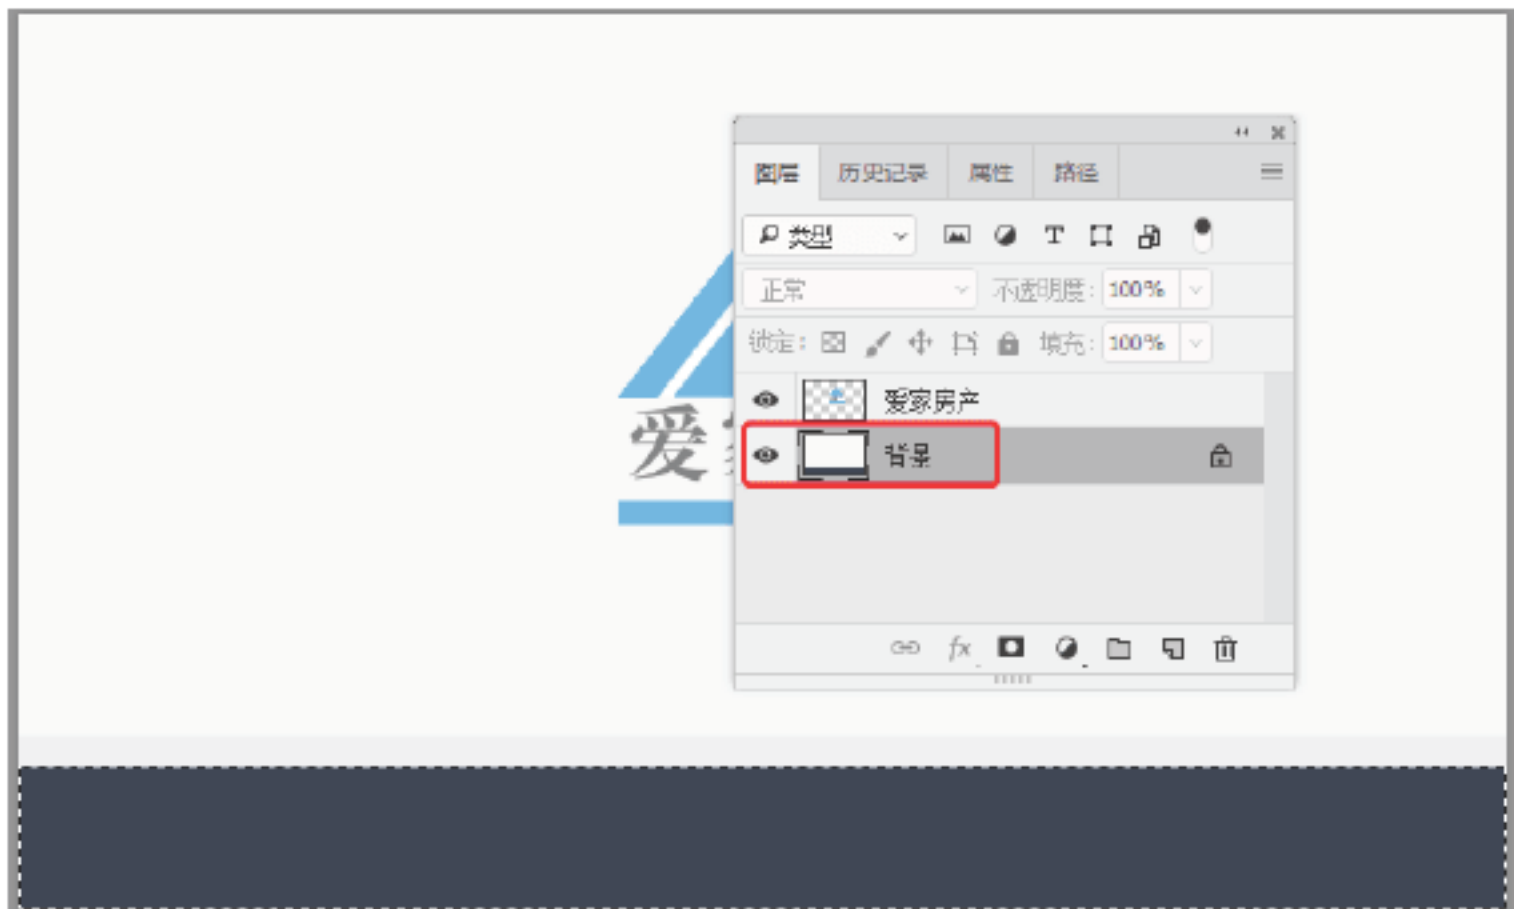 图层 历史记录 属性 路径
类型
正常 不透明度: 100%
锁定: 填充: 100%
爱家房产
爱
背景
fx